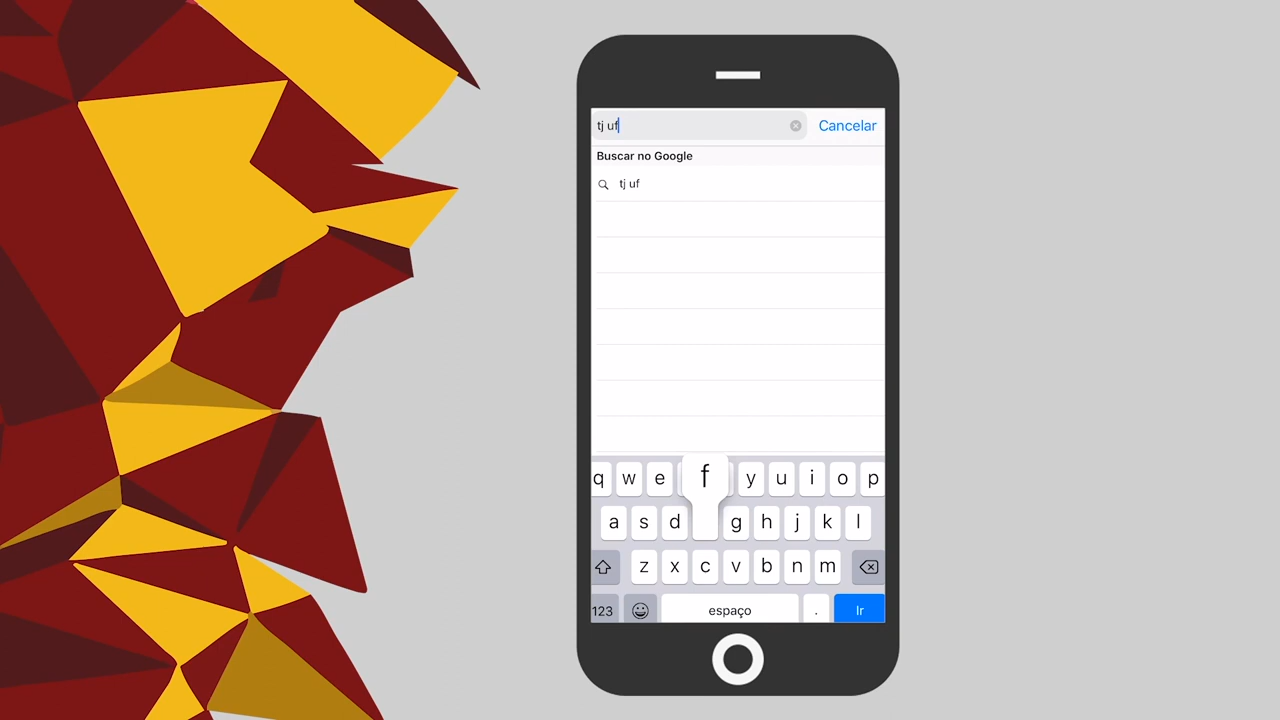 tj uf Cancelar
Buscar no Google
tj uf
q w e f y u i o p
a s d g h j k l
z x c v b n m
123 espaço . Ir